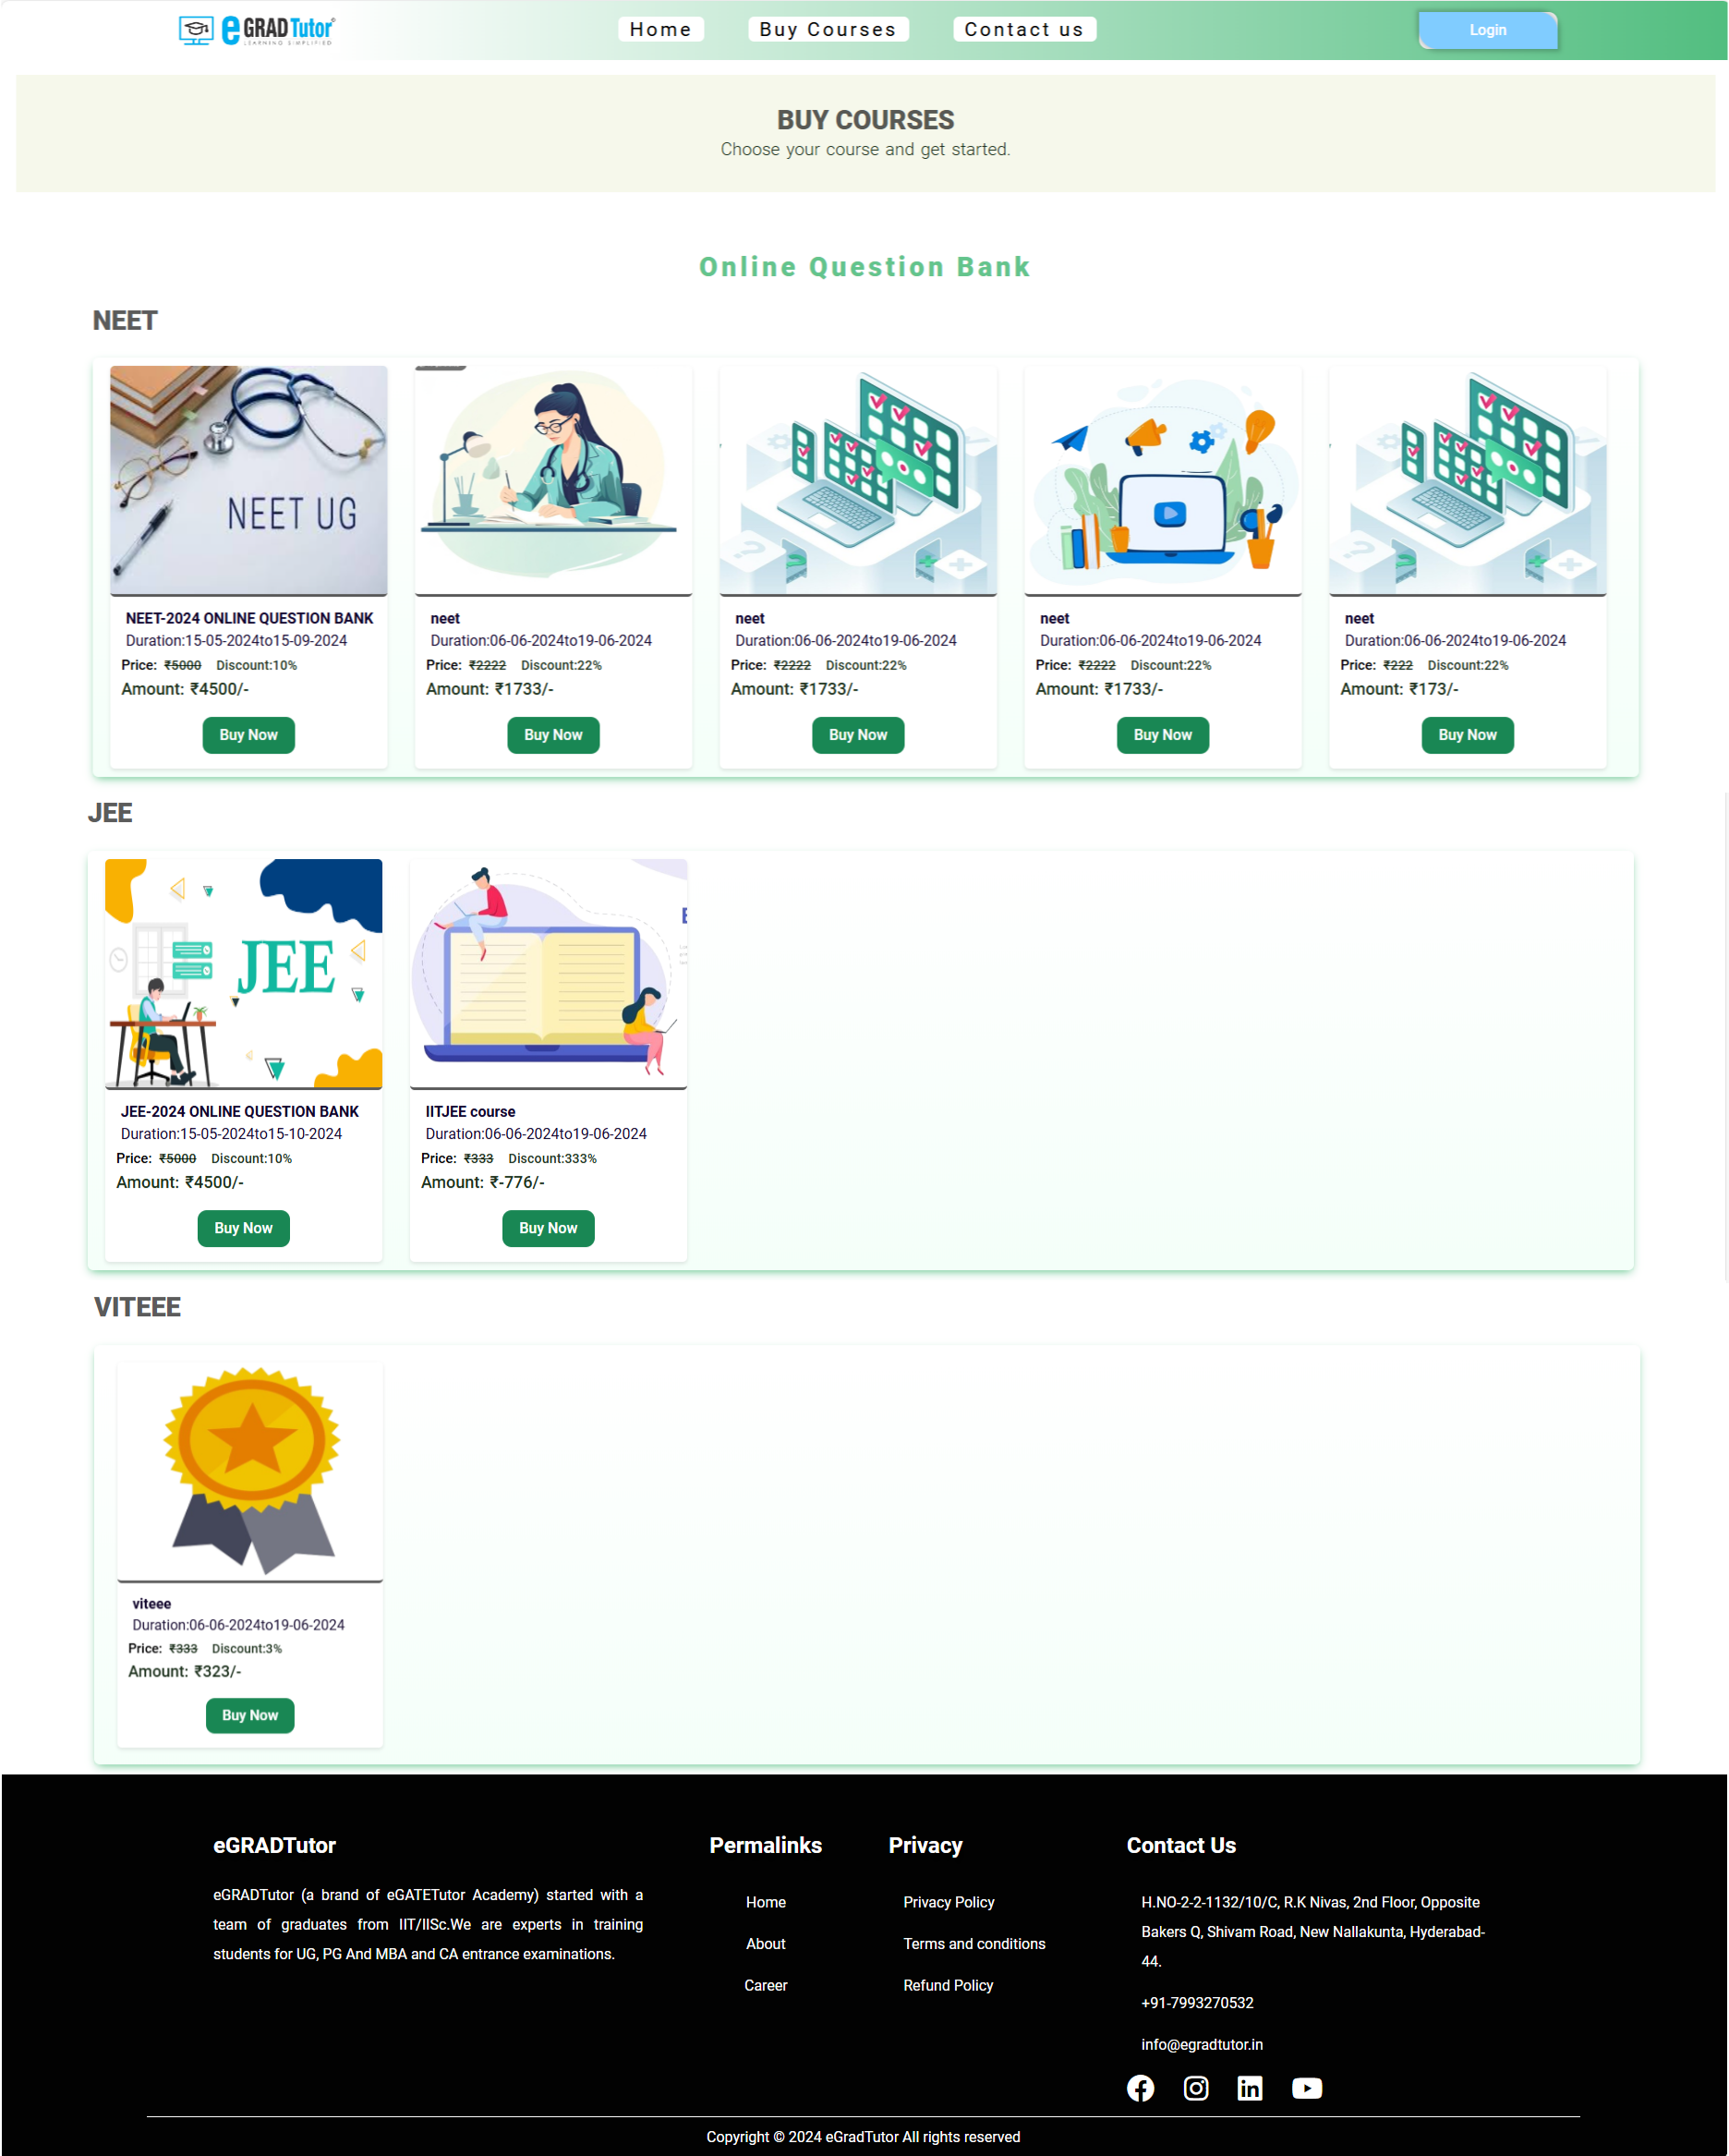 e GRAD Tutor
LEARNING SIMPLIFIED
Home
Buy Courses
Contact us
Login
BUY COURSES
Choose your course and get started.
Online Question Bank
NEET
NEET UG
NEET-2024 ONLINE QUESTION BANK
Duration:15-05-2024to15-09-2024
Price: ₹5000 Discount:10%
Amount: ₹4500/-
Buy Now
neet
Duration:06-06-2024to19-06-2024
Price: ₹2222 Discount:22%
Amount: ₹1733/-
Buy Now
neet
Duration:06-06-2024to19-06-2024
Price: ₹2222 Discount:22%
Amount: ₹1733/-
Buy Now
neet
Duration:06-06-2024to19-06-2024
Price: ₹2222 Discount:22%
Amount: ₹1733/-
Buy Now
neet
Duration:06-06-2024to19-06-2024
Price: ₹222 Discount:22%
Amount: ₹173/-
Buy Now
JEE
JEE
JEE-2024 ONLINE QUESTION BANK
Duration:15-05-2024to15-10-2024
Price: ₹5000 Discount:10%
Amount: ₹4500/-
Buy Now
IITJEE course
Duration:06-06-2024to19-06-2024
Price: ₹333 Discount:333%
Amount: ₹-776/-
Buy Now
VITEEE
viteee
Duration:06-06-2024to19-06-2024
Price: ₹333 Discount:3%
Amount: ₹323/-
Buy Now
eGRADTutor
eGRADTutor (a brand of eGATETutor Academy) started with a
team of graduates from IIT/IISc.We are experts in training
students for UG, PG And MBA and CA entrance examinations.
Permalinks
Home
About
Career
Privacy
Privacy Policy
Terms and conditions
Refund Policy
Contact Us
H.NO-2-2-1132/10/C, R.K Nivas, 2nd Floor, Opposite
Bakers Q, Shivam Road, New Nallakunta, Hyderabad-
44.
+91-7993270532
info@egradtutor.in
Copyright © 2024 eGradTutor All rights reserved